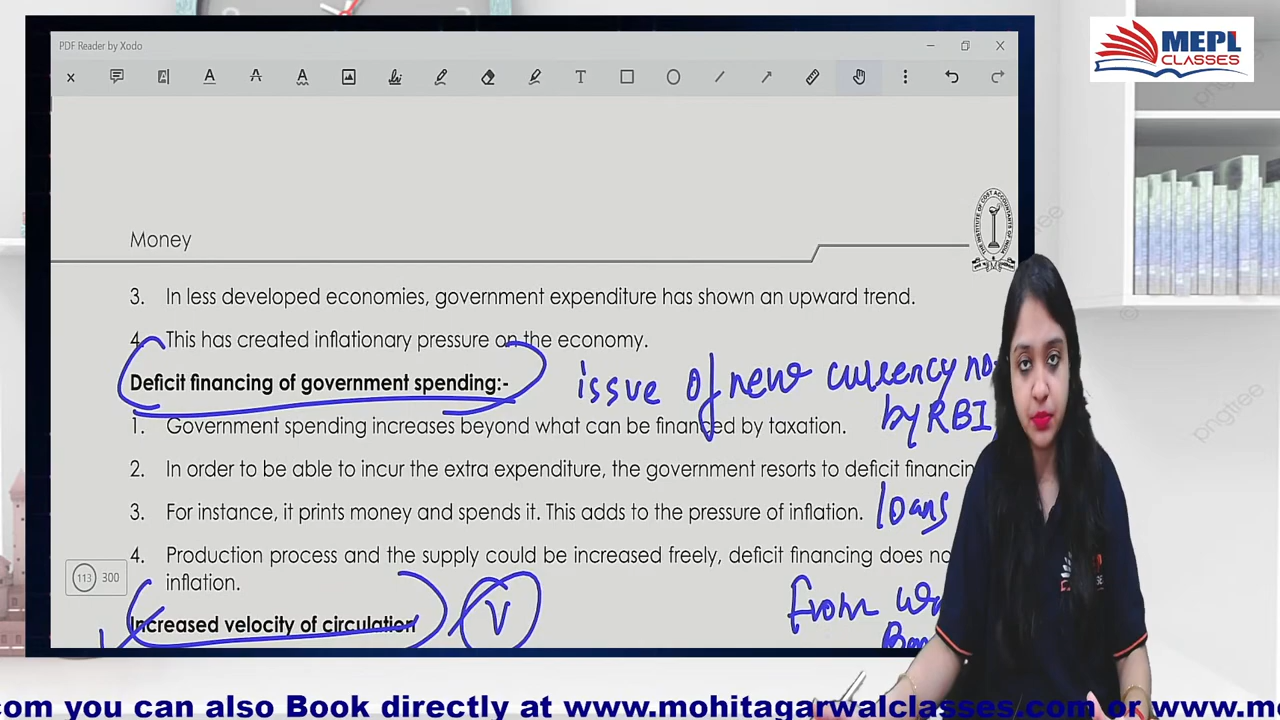 PDF Reader by Xodo
MEPL
CLASSES
Money
3. In less developed economies, government expenditure has shown an upward trend.
4. This has created inflationary pressure on the economy.
Deficit financing of government spending:-
issue of new currency
by RBI
1. Government spending increases beyond what can be financed by taxation.
2. In order to be able to incur the extra expenditure, the government resorts to deficit
3. For instance, it prints money and spends it. This adds to the pressure of inflation.
loans
4. Production process and the supply could be increased freely, deficit financing does
inflation.
113 300
from
Increased velocity of circulation
V
com you can also Book directly at www.mohitagarwalclasses.com or